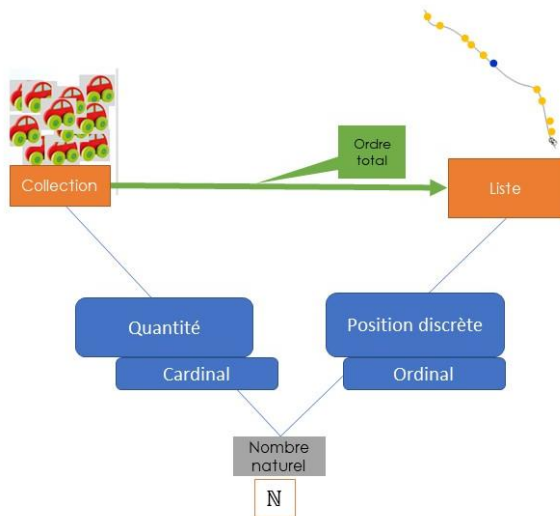 Ordre
total
Collection
Liste
Quantité
Position discrète
Cardinal
Ordinal
Nombre
naturel
ℕ